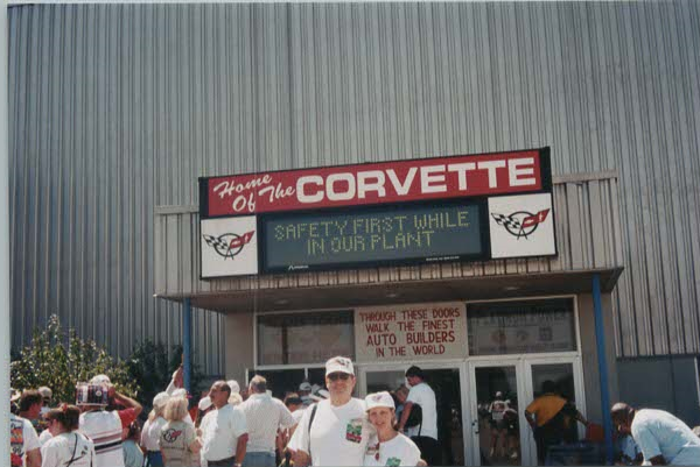 Home
Of The CORVETTE
SAFETY FIRST WHILE
IN OUR PLANT
THROUGH THESE DOORS
WALK THE FINEST
AUTO BUILDERS
IN THE WORLD